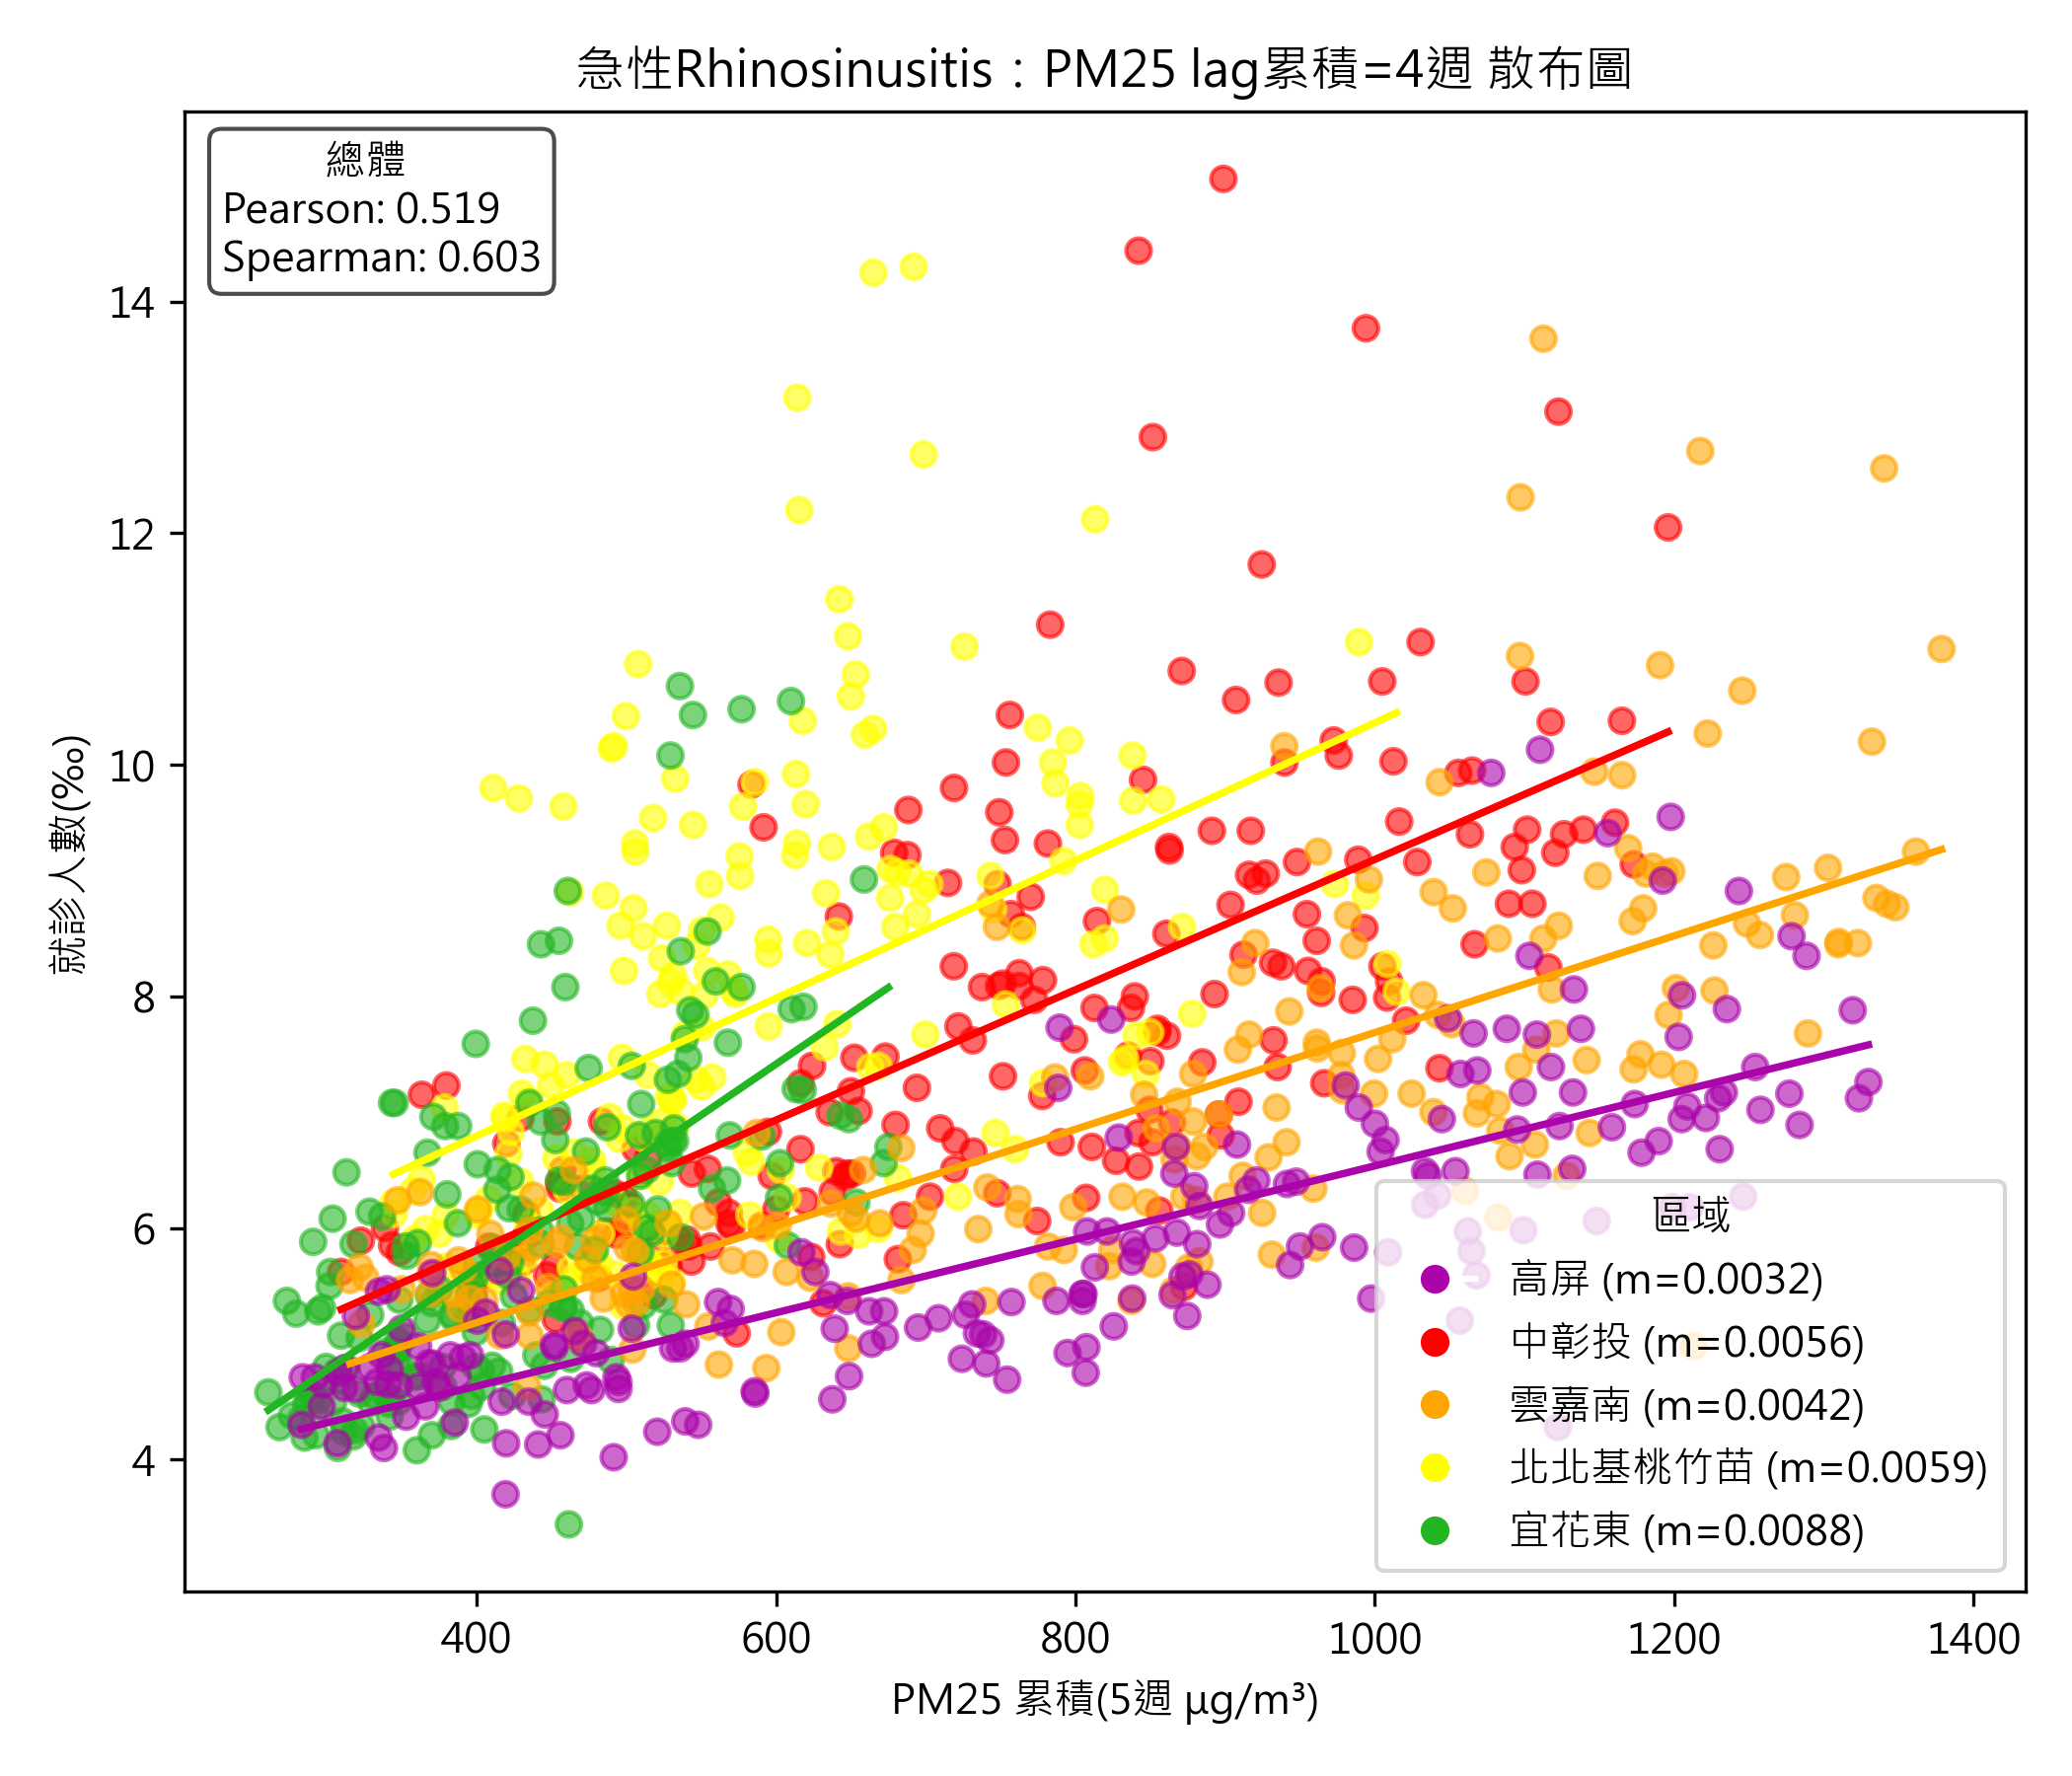 急性Rhinosinusitis：PM25 lag累積=4週 散布圖
總體
Pearson: 0.519
Spearman: 0.603
就診人數(‰)
14
12
10
8
6
4
區域
高屏 (m=0.0032)
中彰投 (m=0.0056)
雲嘉南 (m=0.0042)
北北基桃竹苗 (m=0.0059)
宜花東 (m=0.0088)
400
600
800
1000
1200
1400
PM25 累積(5週 μg/m³)